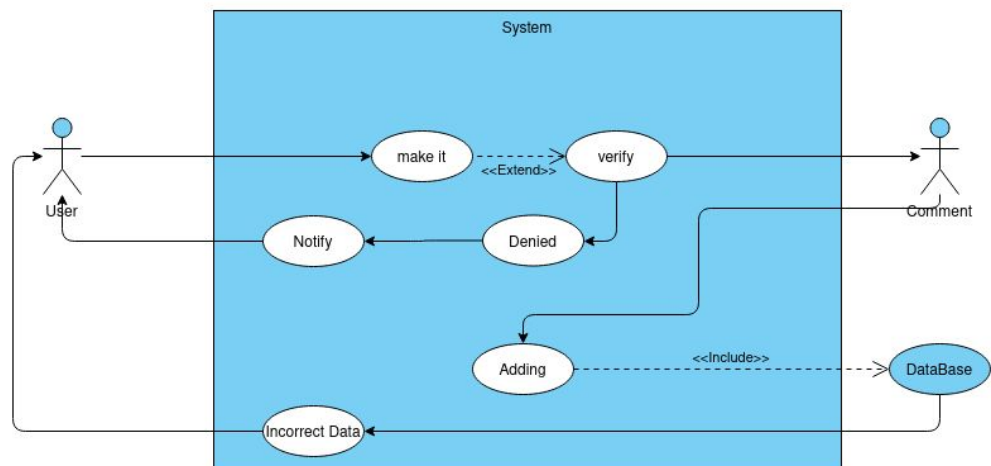 System
make it
<<Extend>>
verify
User
Comment
Notify
Denied
Adding
<<Include>>
DataBase
Incorrect Data